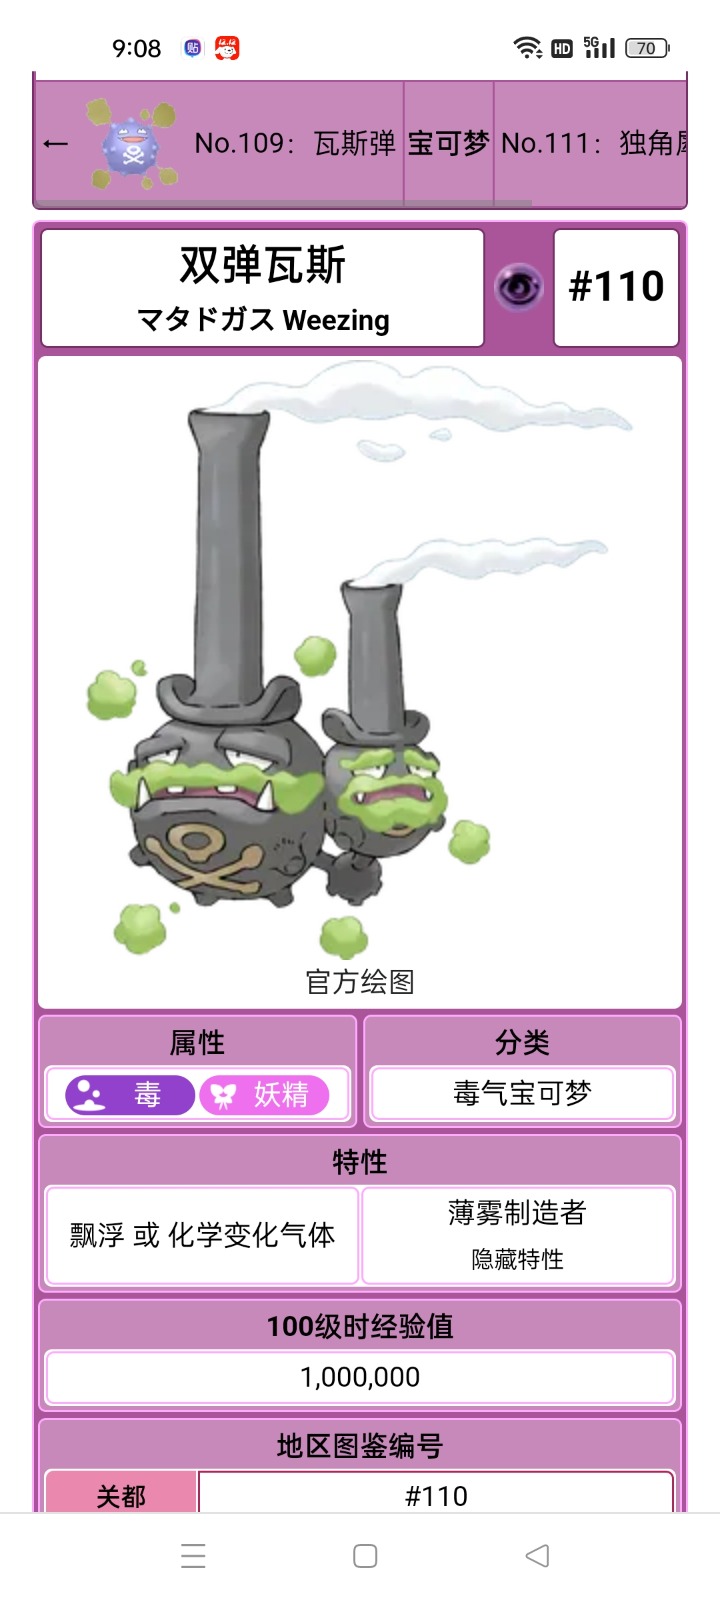 9:08 贴 HD 5G 70
← No.109：瓦斯弹 宝可梦 No.111：独角
双弹瓦斯
マタドガス Weezing
#110
官方绘图
属性 分类
毒 妖精 毒气宝可梦
特性
飘浮 或 化学变化气体
薄雾制造者
隐藏特性
100级时经验值
1,000,000
地区图鉴编号
关都 #110